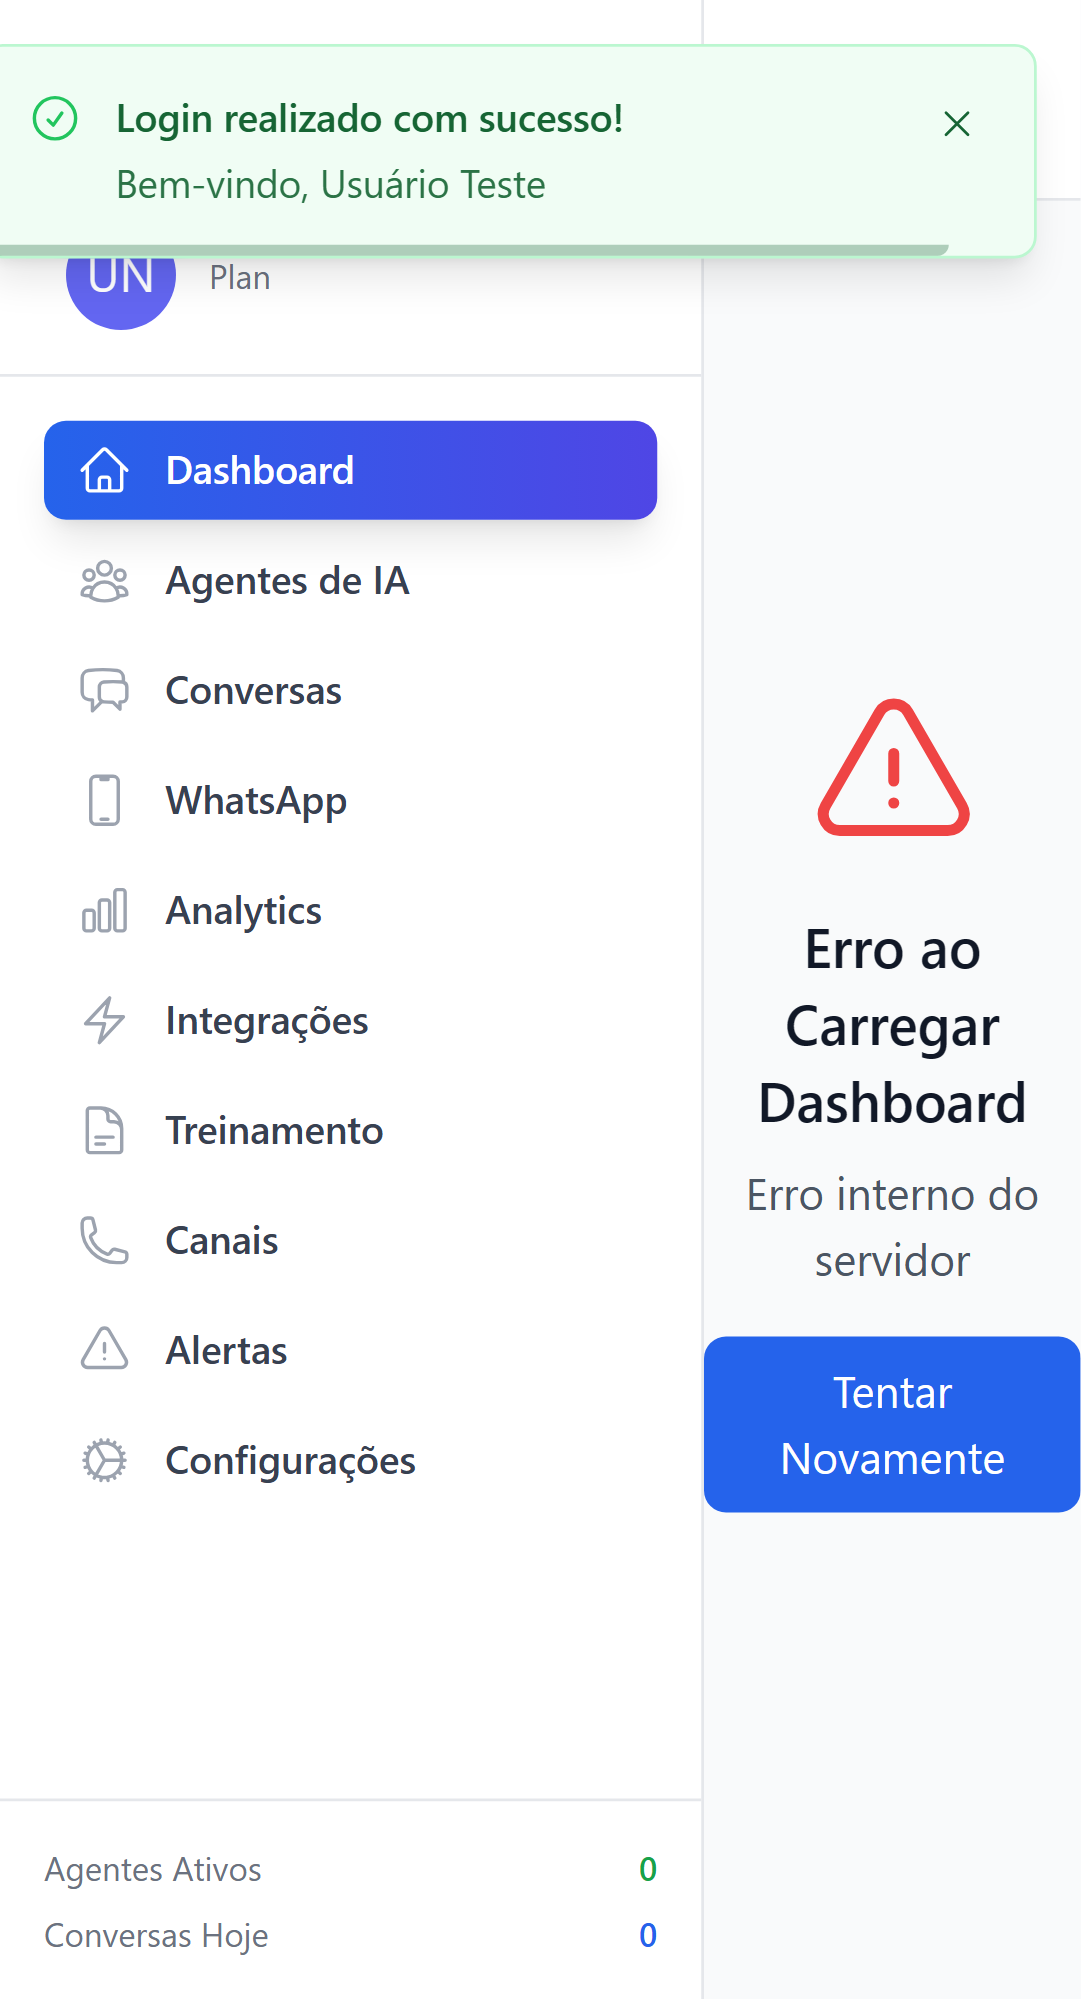 Login realizado com sucesso!
Bem-vindo, Usuário Teste
UN
Plan
Dashboard
Agentes de IA
Conversas
WhatsApp
Analytics
Integrações
Treinamento
Canais
Alertas
Configurações
Agentes Ativos 0
Conversas Hoje 0
Erro ao
Carregar
Dashboard
Erro interno do
servidor
Tentar
Novamente